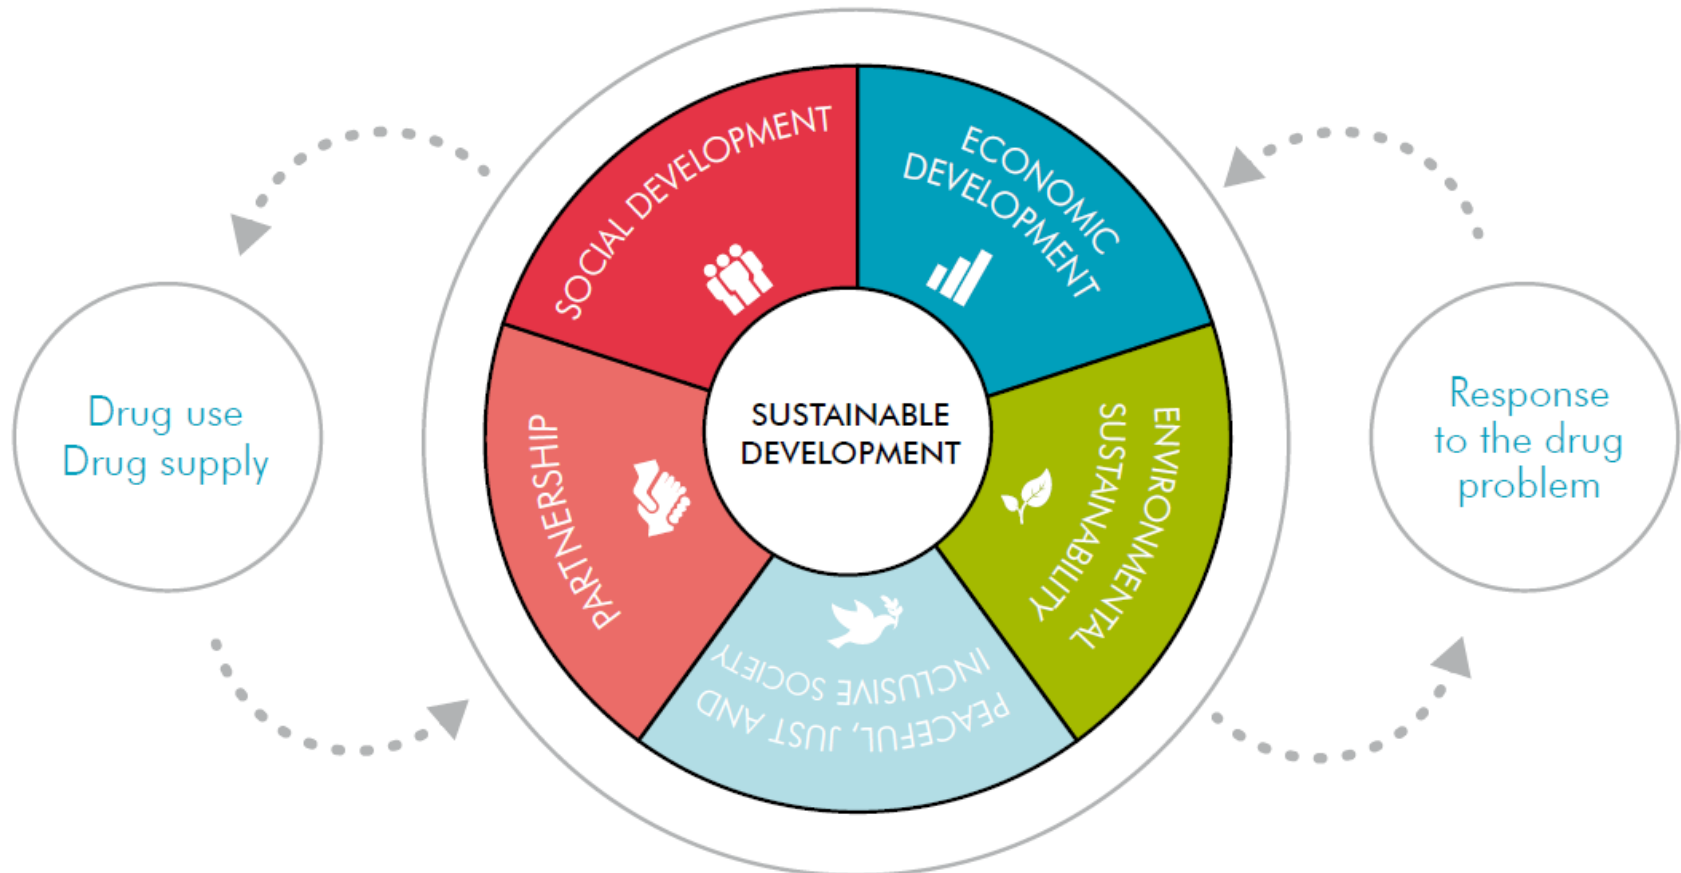 SOCIAL DEVELOPMENT
ECONOMIC
DEVELOPMENT
ENVIRONMENTAL
SUSTAINABILITY
PEACEFUL, JUST AND
INCLUSIVE SOCIETY
PARTNERSHIP
SUSTAINABLE
DEVELOPMENT
Drug use
Drug supply
Response
to the drug
problem